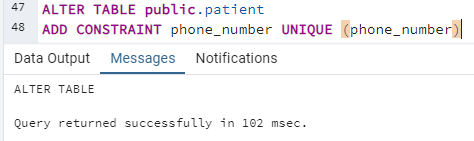 47 ALTER TABLE public.patient
48 ADD CONSTRAINT phone_number UNIQUE (phone_number)
Data Output Messages Notifications
ALTER TABLE
Query returned successfully in 102 msec.